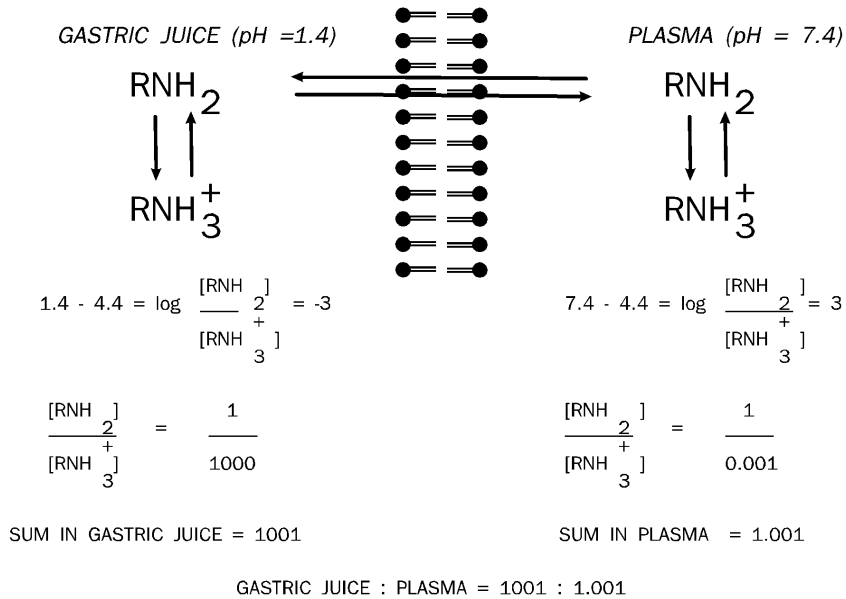 GASTRIC JUICE (pH =1.4)
PLASMA (pH = 7.4)
RNH2
RNH2
RNH3+
RNH3+
1.4 - 4.4 = log [RNH2] / [RNH3+] = -3
7.4 - 4.4 = log [RNH2] / [RNH3+] = 3
[RNH2] / [RNH3+] = 1 / 1000
[RNH2] / [RNH3+] = 1 / 0.001
SUM IN GASTRIC JUICE = 1001
SUM IN PLASMA = 1.001
GASTRIC JUICE : PLASMA = 1001 : 1.001